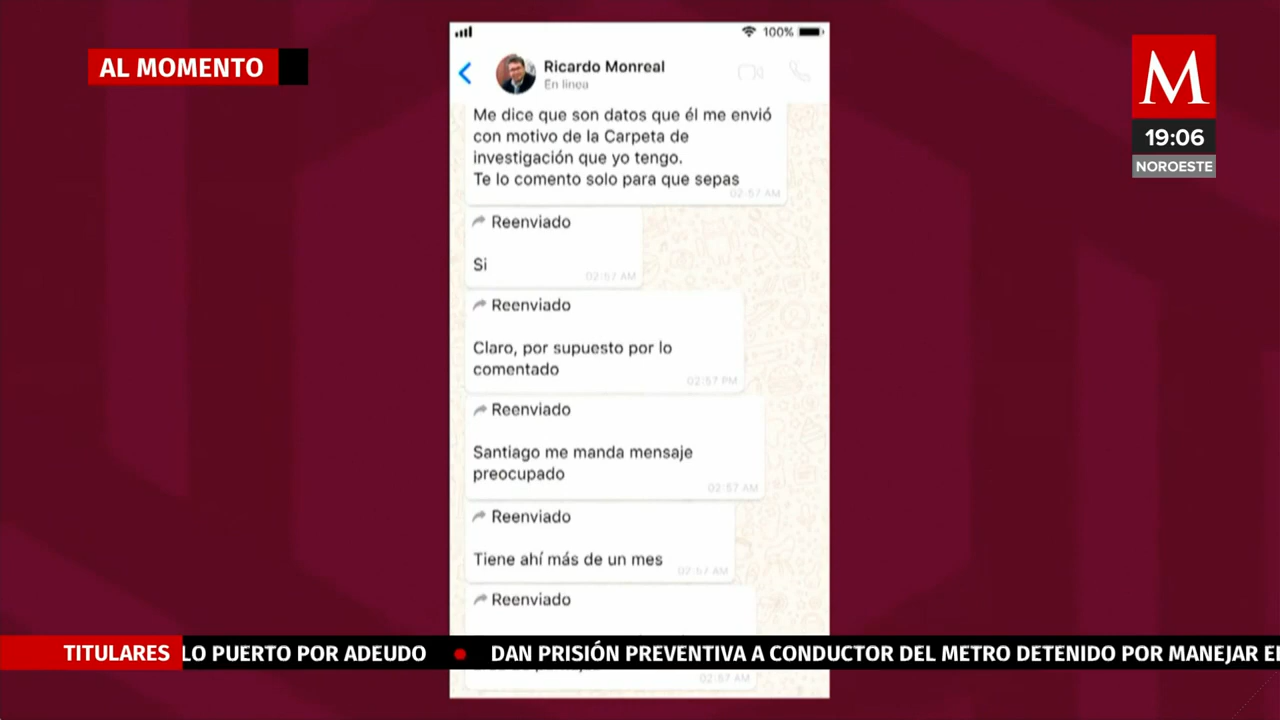 AL MOMENTO
100%
Ricardo Monreal
En línea
Me dice que son datos que él me envió
con motivo de la Carpeta de
investigación que yo tengo.
Te lo comento solo para que sepas
02:57 AM
Reenviado
Si
02:57 AM
Reenviado
Claro, por supuesto por lo
comentado
02:57 PM
Reenviado
Santiago me manda mensaje
preocupado
02:57 AM
Reenviado
Tiene ahí más de un mes
02:57 AM
Reenviado
02:57 AM
M
19:06
NOROESTE
TITULARES LO PUERTO POR ADEUDO DAN PRISIÓN PREVENTIVA A CONDUCTOR DEL METRO DETENIDO POR MANEJAR